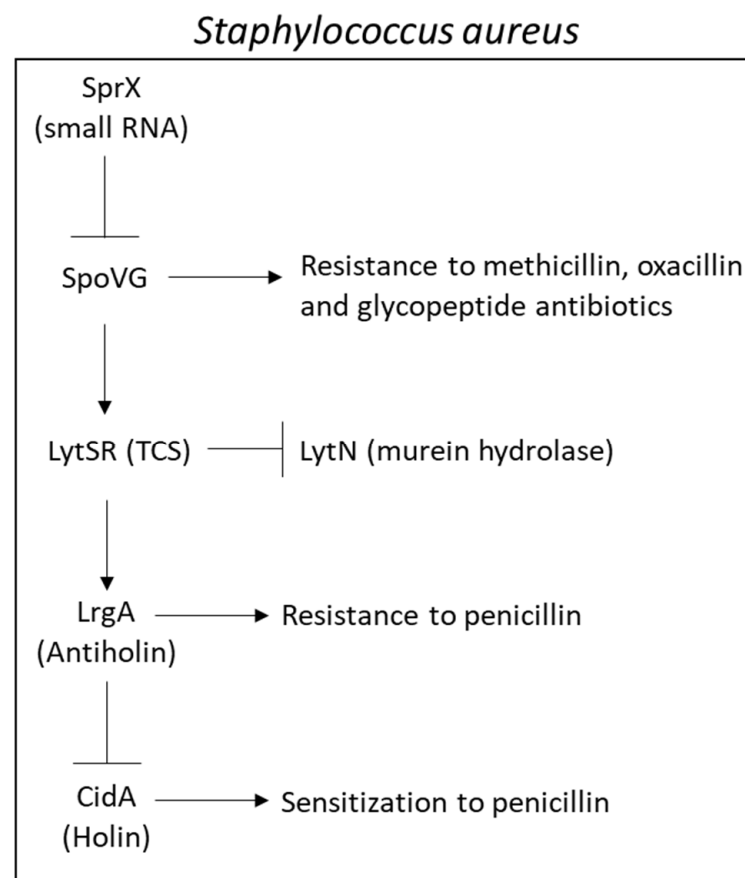 Staphylococcus aureus
SprX
(small RNA)
SpoVG
Resistance to methicillin, oxacillin
and glycopeptide antibiotics
LytSR (TCS)
LytN (murein hydrolase)
LrgA
(Antiholin)
Resistance to penicillin
CidA
(Holin)
Sensitization to penicillin